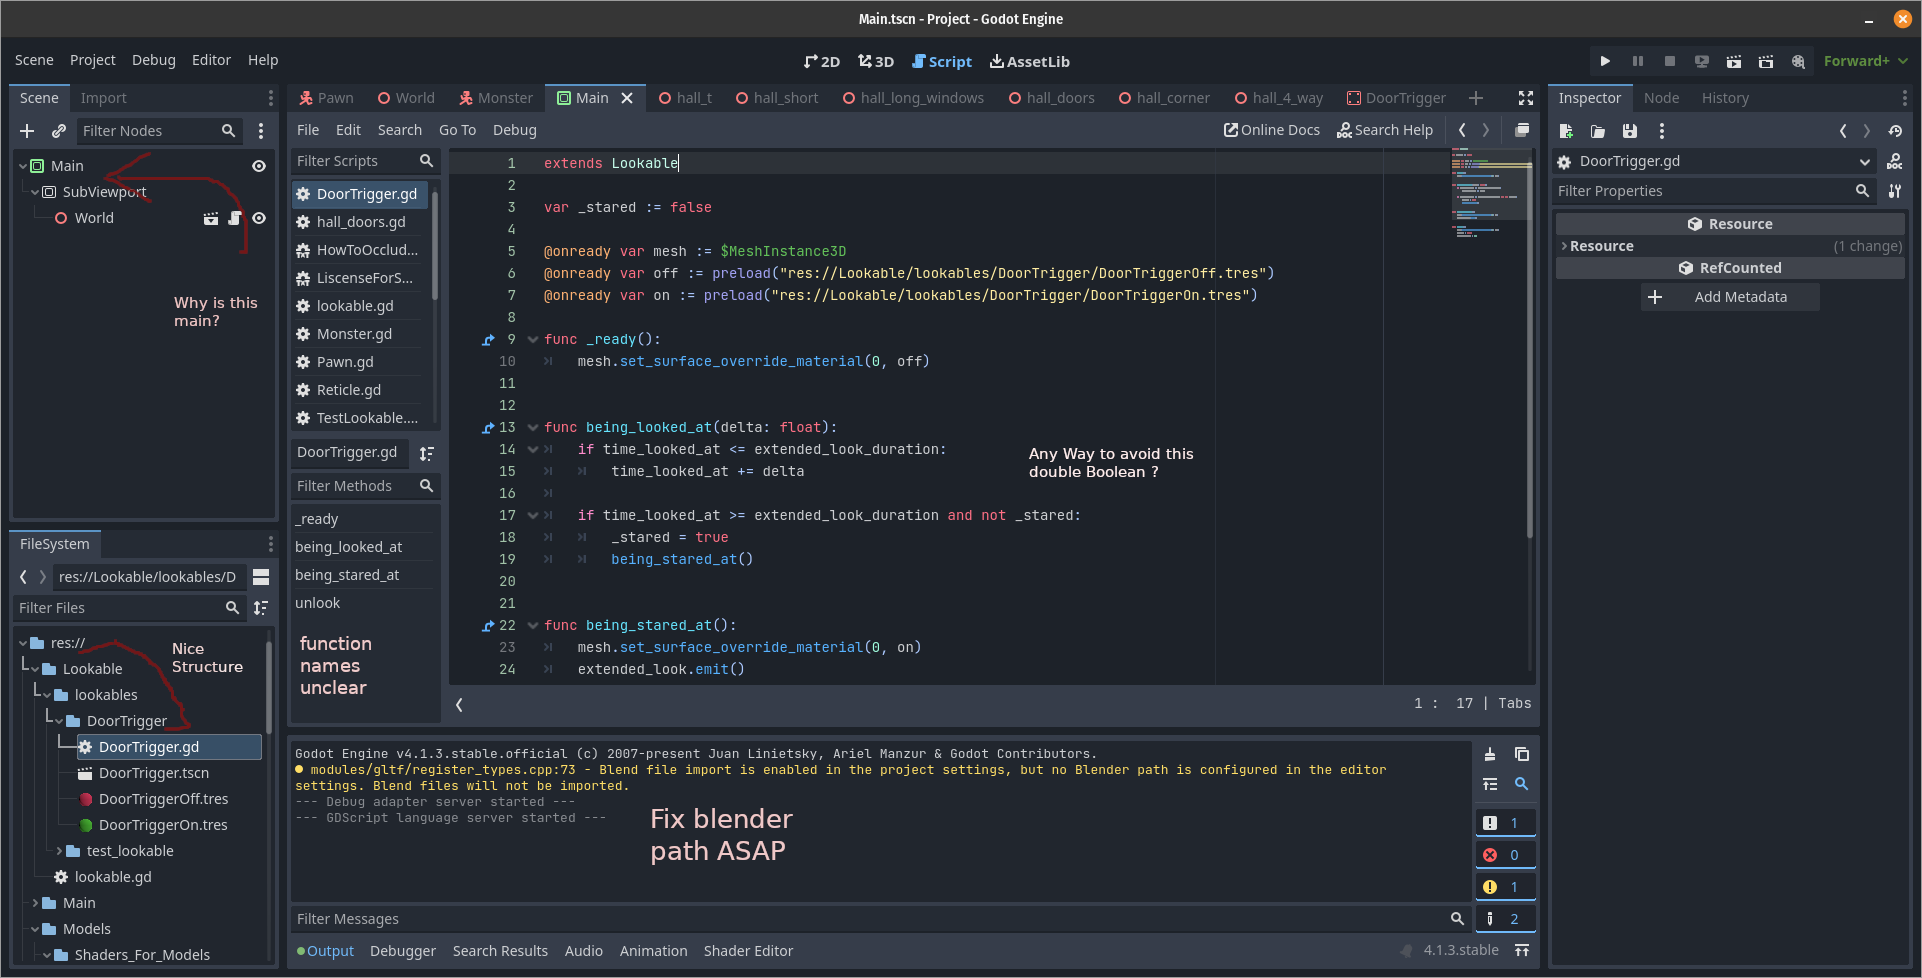 Main.tscn - Project - Godot Engine
Scene Project Debug Editor Help
2D 3D Script AssetLib
Forward+
Scene Import
Filter Nodes
Main
SubViewport
World
Why is this
main?
FileSystem
res://Lookable/lookables/D
Filter Files
res://
Nice
Structure
Lookable
lookables
DoorTrigger
DoorTrigger.gd
DoorTrigger.tscn
DoorTriggerOff.tres
DoorTriggerOn.tres
test_lookable
lookable.gd
Main
Models
Shaders_For_Models
Pawn World Monster Main hall_t hall_short hall_long_windows hall_doors hall_corner hall_4_way DoorTrigger
File Edit Search Go To Debug
Online Docs Search Help
Filter Scripts
DoorTrigger.gd
hall_doors.gd
HowToOcclud...
LiscenseForS...
lookable.gd
Monster.gd
Pawn.gd
Reticle.gd
TestLookable....
DoorTrigger.gd
Filter Methods
_ready
being_looked_at
being_stared_at
unlook
function
names
unclear
1 extends Lookable
2
3 var _stared := false
4
5 @onready var mesh := $MeshInstance3D
6 @onready var off := preload("res://Lookable/lookables/DoorTrigger/DoorTriggerOff.tres")
7 @onready var on := preload("res://Lookable/lookables/DoorTrigger/DoorTriggerOn.tres")
8
9 func _ready():
10 mesh.set_surface_override_material(0, off)
11
12
13 func being_looked_at(delta: float):
14 if time_looked_at <= extended_look_duration:
15 time_looked_at += delta
16
17 if time_looked_at >= extended_look_duration and not _stared:
18 _stared = true
19 being_stared_at()
20
21
22 func being_stared_at():
23 mesh.set_surface_override_material(0, on)
24 extended_look.emit()
Any Way to avoid this
double Boolean ?
1 : 17 | Tabs
Godot Engine v4.1.3.stable.official (c) 2007-present Juan Linietsky, Ariel Manzur & Godot Contributors.
modules/gltf/register_types.cpp:73 - Blend file import is enabled in the project settings, but no Blender path is configured in the editor
settings. Blend files will not be imported.
--- Debug adapter server started ---
--- GDScript language server started ---
Fix blender
path ASAP
1
0
1
2
Filter Messages
Output Debugger Search Results Audio Animation Shader Editor
4.1.3.stable
Inspector Node History
DoorTrigger.gd
Filter Properties
Resource
Resource (1 change)
RefCounted
Add Metadata